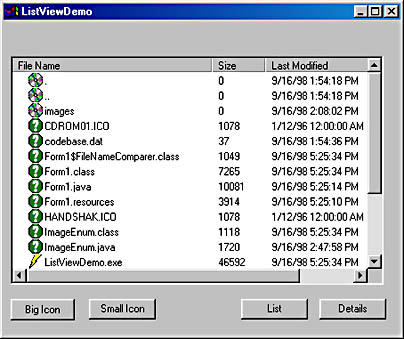 ListViewDemo
File Name Size Last Modified
. 0 9/16/98 1:54:18 PM
.. 0 9/16/98 1:54:18 PM
images 0 9/16/98 2:08:02 PM
CDROM01.ICO 1078 1/12/96 12:00:00 AM
codebase.dat 37 9/16/98 1:54:36 PM
Form1$FileNameComparer.class 1049 9/16/98 5:25:34 PM
Form1.class 7265 9/16/98 5:25:34 PM
Form1.java 10081 9/16/98 5:25:14 PM
Form1.resources 3914 9/16/98 5:25:10 PM
HANDSHAK.ICO 1078 1/12/96 12:00:00 AM
ImageEnum.class 1118 9/16/98 5:25:34 PM
ImageEnum.java 1720 9/16/98 2:47:58 PM
ListViewDemo.exe 46592 9/16/98 5:25:34 PM
Big Icon Small Icon List Details